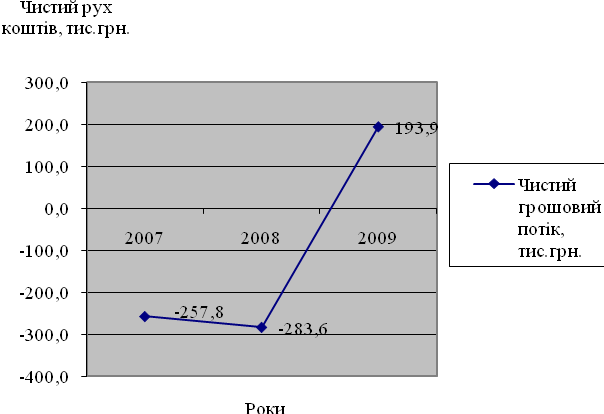 Чистий рух
коштів, тис.грн.
300,0
200,0
193,9
100,0
0,0
2007 2008 2009
-100,0
-200,0
-257,8
-283,6
-300,0
-400,0
Роки
Чистий
грошовий
потік,
тис.грн.